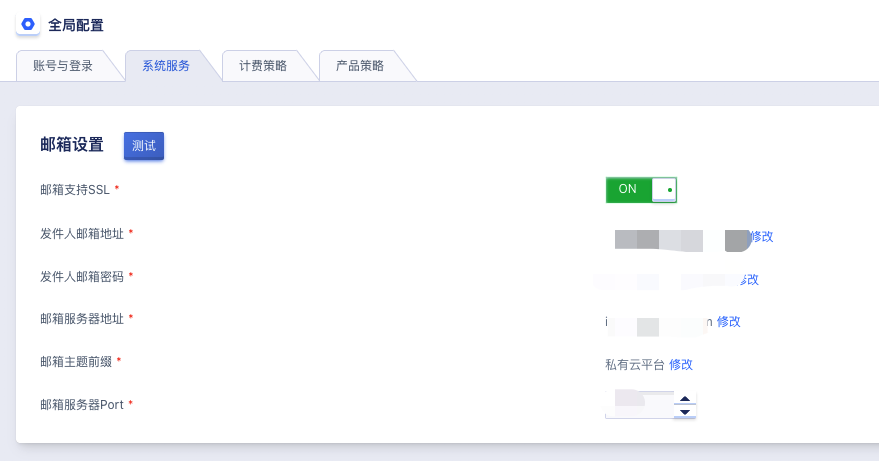 全局配置
账号与登录 系统服务 计费策略 产品策略
邮箱设置 测试
邮箱支持SSL * ON
发件人邮箱地址 * 修改
发件人邮箱密码 * 修改
邮箱服务器地址 * 修改
邮箱主题前缀 * 私有云平台 修改
邮箱服务器Port *